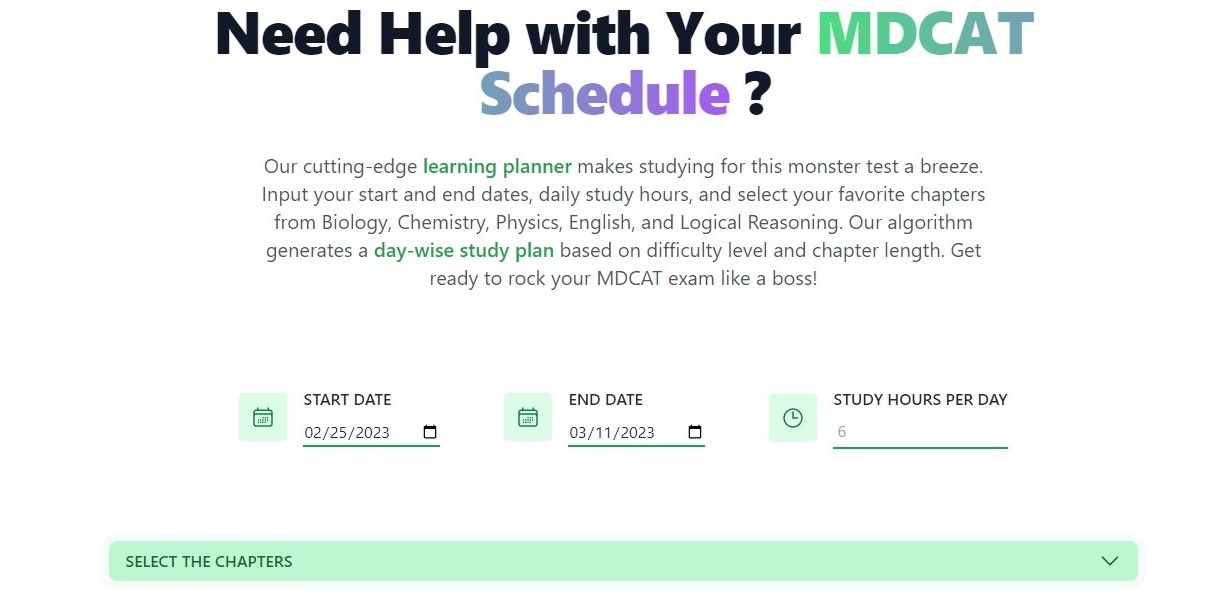 Need Help with Your MDCAT
Schedule ?
Our cutting-edge learning planner makes studying for this monster test a breeze.
Input your start and end dates, daily study hours, and select your favorite chapters
from Biology, Chemistry, Physics, English, and Logical Reasoning. Our algorithm
generates a day-wise study plan based on difficulty level and chapter length. Get
ready to rock your MDCAT exam like a boss!
START DATE
02/25/2023
END DATE
03/11/2023
STUDY HOURS PER DAY
6
SELECT THE CHAPTERS